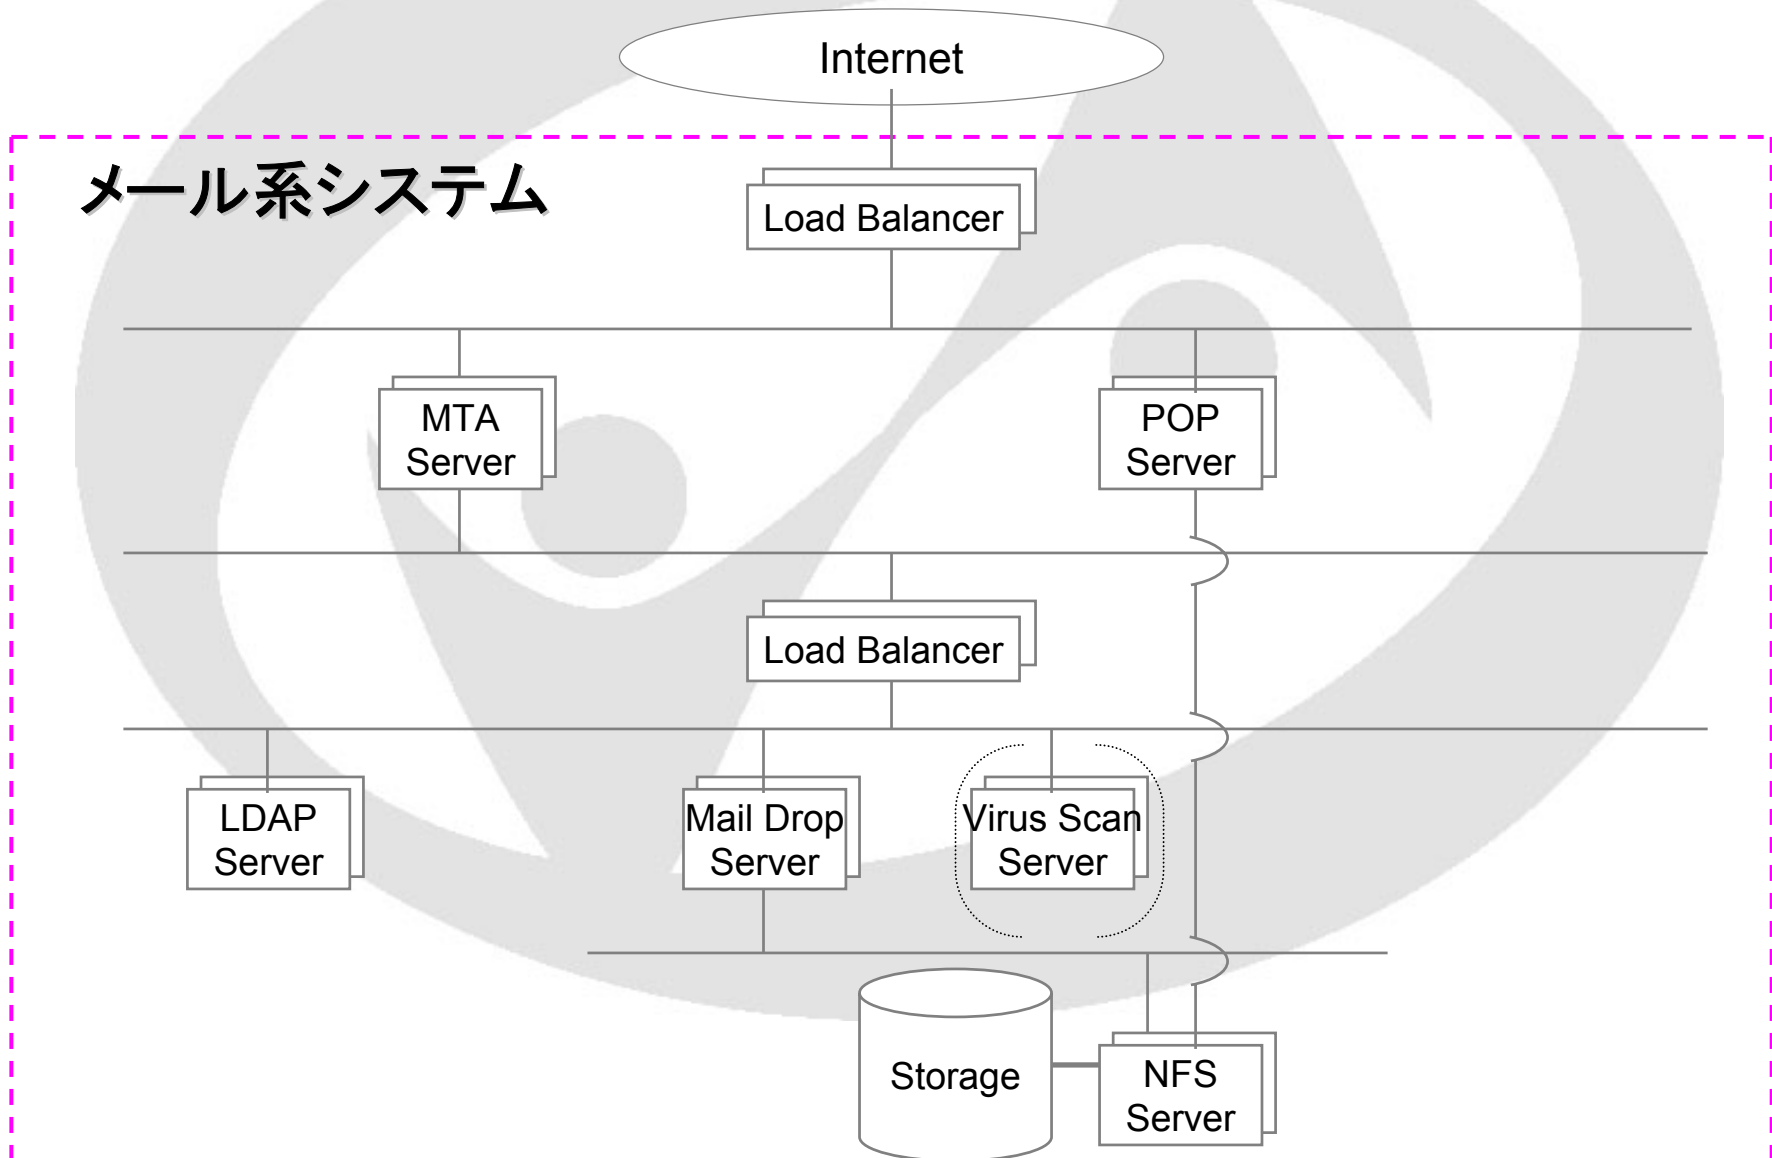 Internet
メール系システム
Load Balancer
MTA
Server
POP
Server
Load Balancer
LDAP
Server
Mail Drop
Server
Virus Scan
Server
Storage
NFS
Server